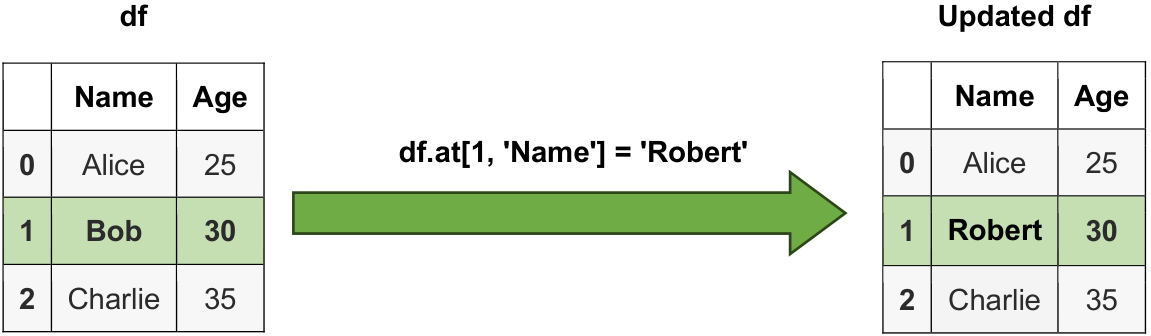 df
Name Age
0 Alice 25
1 Bob 30
2 Charlie 35
df.at[1, 'Name'] = 'Robert'
Updated df
Name Age
0 Alice 25
1 Robert 30
2 Charlie 35